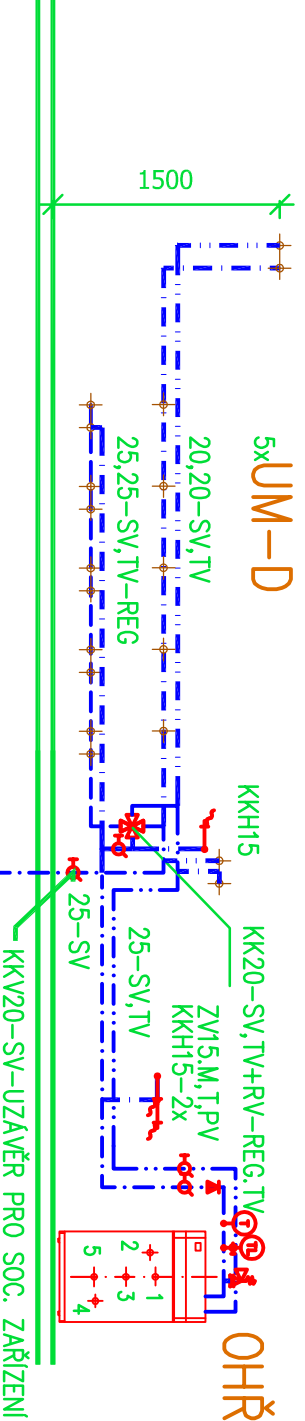 1500
5x UM-D
20,20-SV,TV
25,25-SV,TV-REG
KKH15
KK20-SV,TV+RV-REG.TV
ZV15.M,T,PV
KKH15-2x
25-SV,TV
25-SV
KKV20-SV-UZÁVĚR PRO SOC. ZAŘÍZENÍ
OHŘ
T
2
1
3
5
4